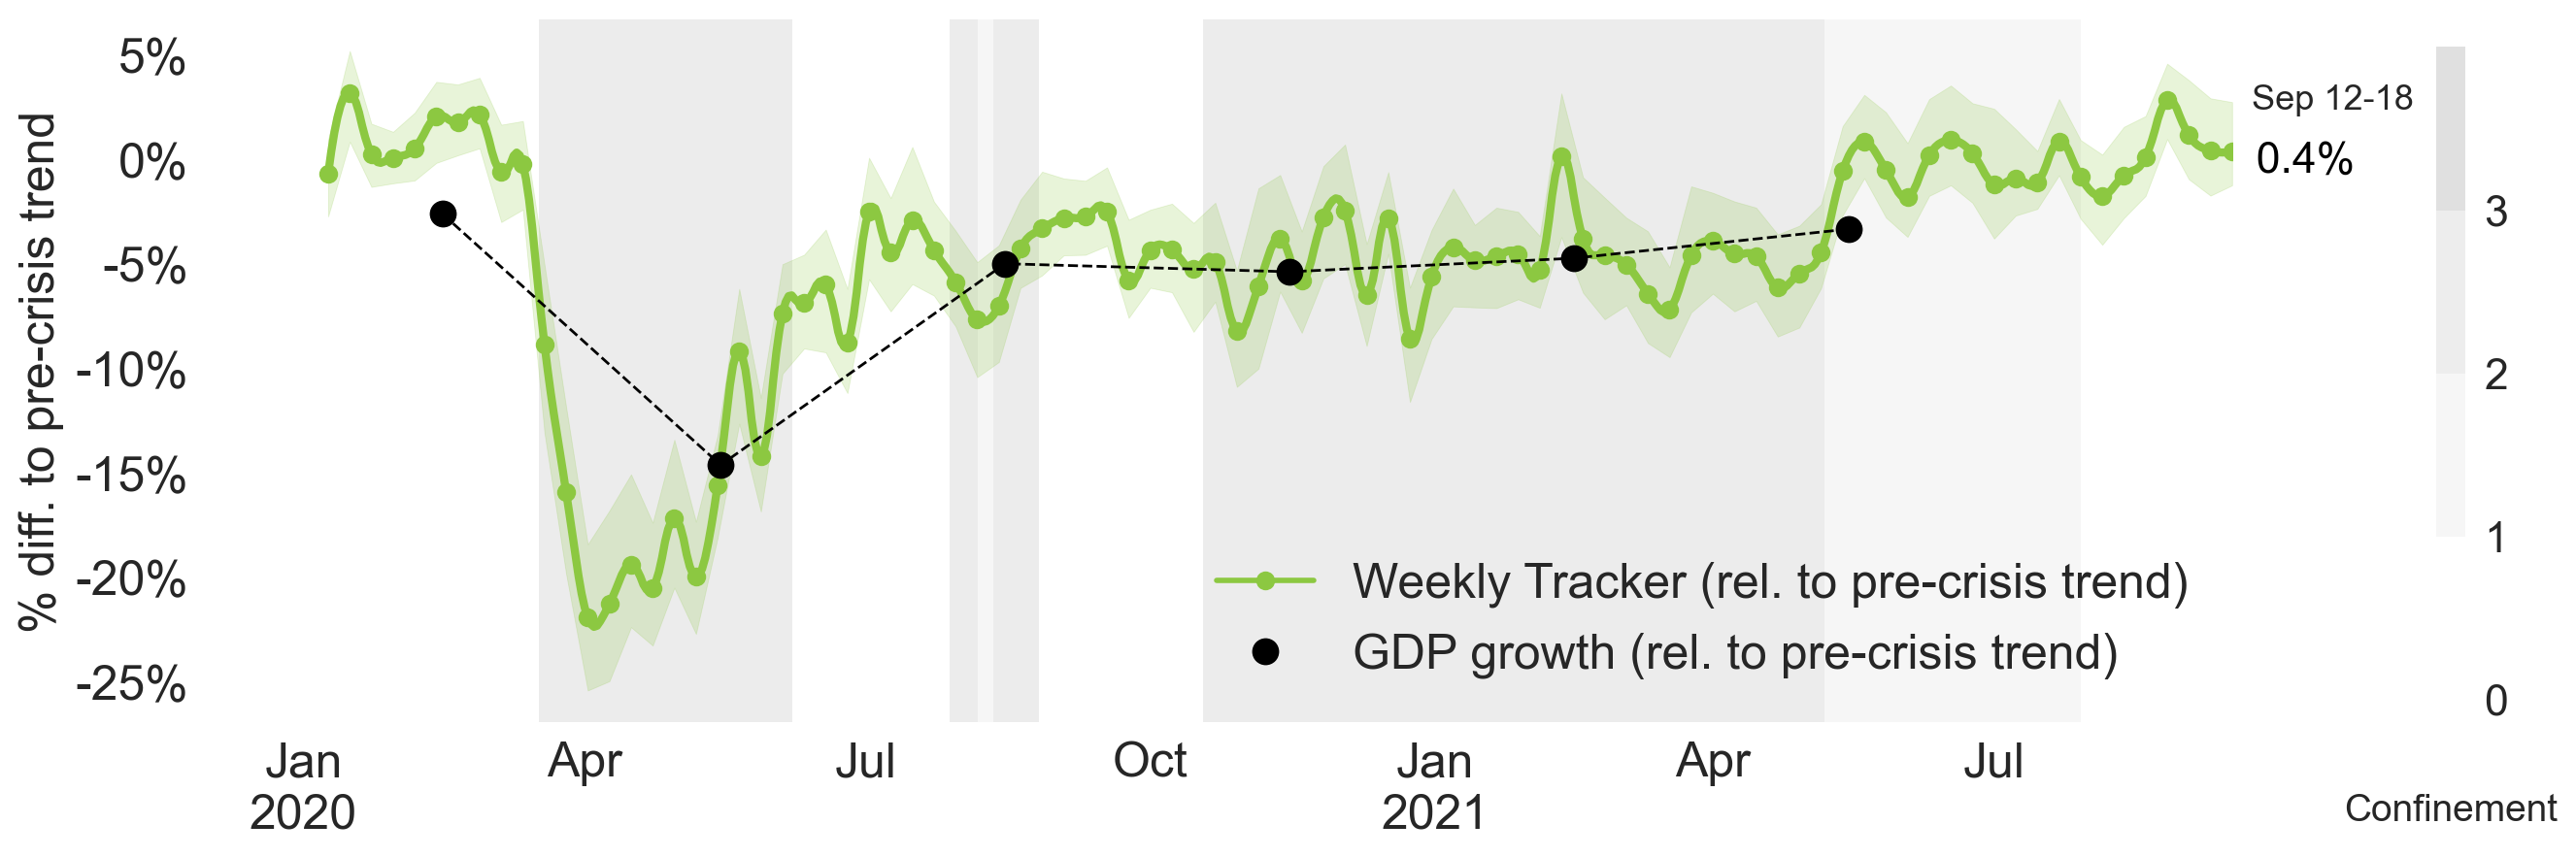 % diff. to pre-crisis trend
5%
0%
-5%
-10%
-15%
-20%
-25%
Jan
2020
Apr
Jul
Oct
Jan
2021
Apr
Jul
Weekly Tracker (rel. to pre-crisis trend)
GDP growth (rel. to pre-crisis trend)
Sep 12-18
0.4%
3
2
1
0
Confinement